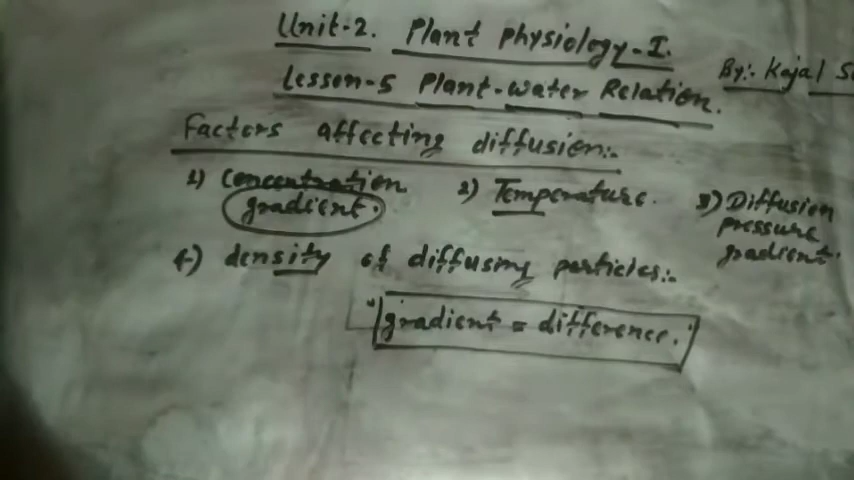 Unit-2. Plant Physiology-I.
Lesson-5 Plant-water Relation.
By:- Kajal
Factors affecting diffusion:-
1) Concentration gradient.
2) Temperature.
3) Diffusion pressure gradient.
4) density of diffusing particles:-
gradient = difference.